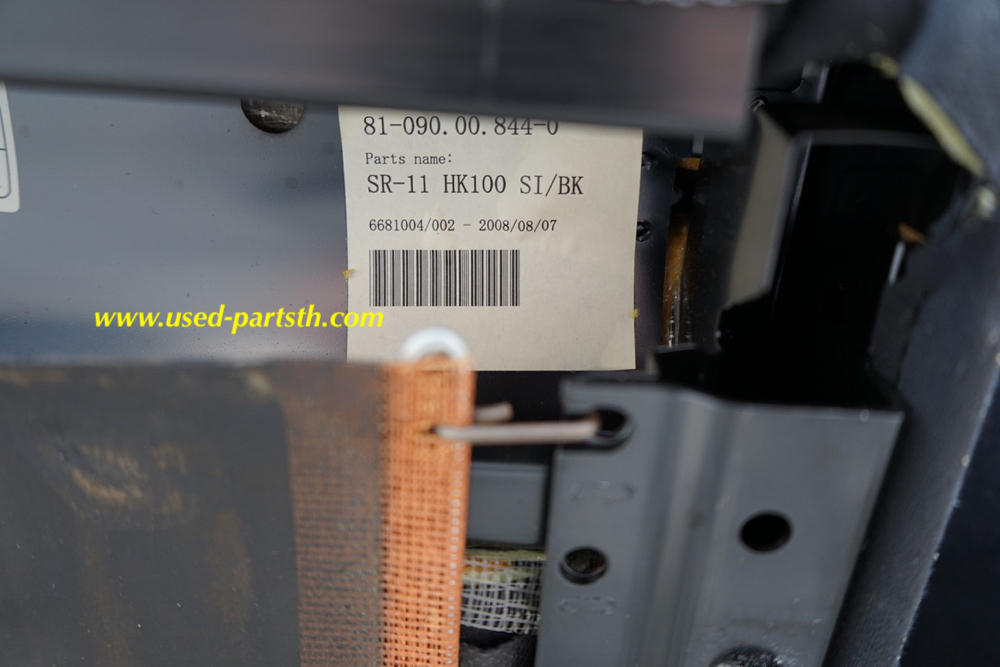 81-090.00.844-0
Parts name:
SR-11 HK100 SI/BK
6681004/002 - 2008/08/07
www.used-partsth.com